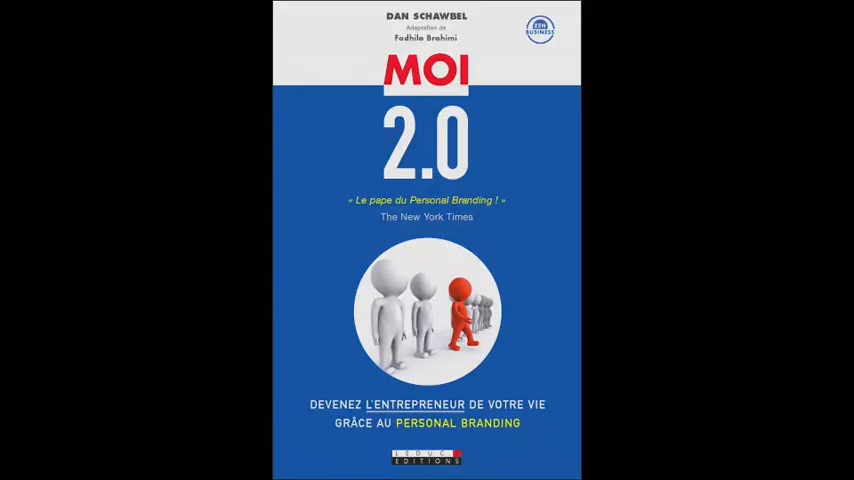 DAN SCHAWBEL
Adaptation de
Fadhila Brahimi
ZEN
BUSINESS
MOI
2.0
« Le pape du Personal Branding ! »
The New York Times
DEVENEZ L'ENTREPRENEUR DE VOTRE VIE
GRÂCE AU PERSONAL BRANDING
LEDUC.S
EDITIONS